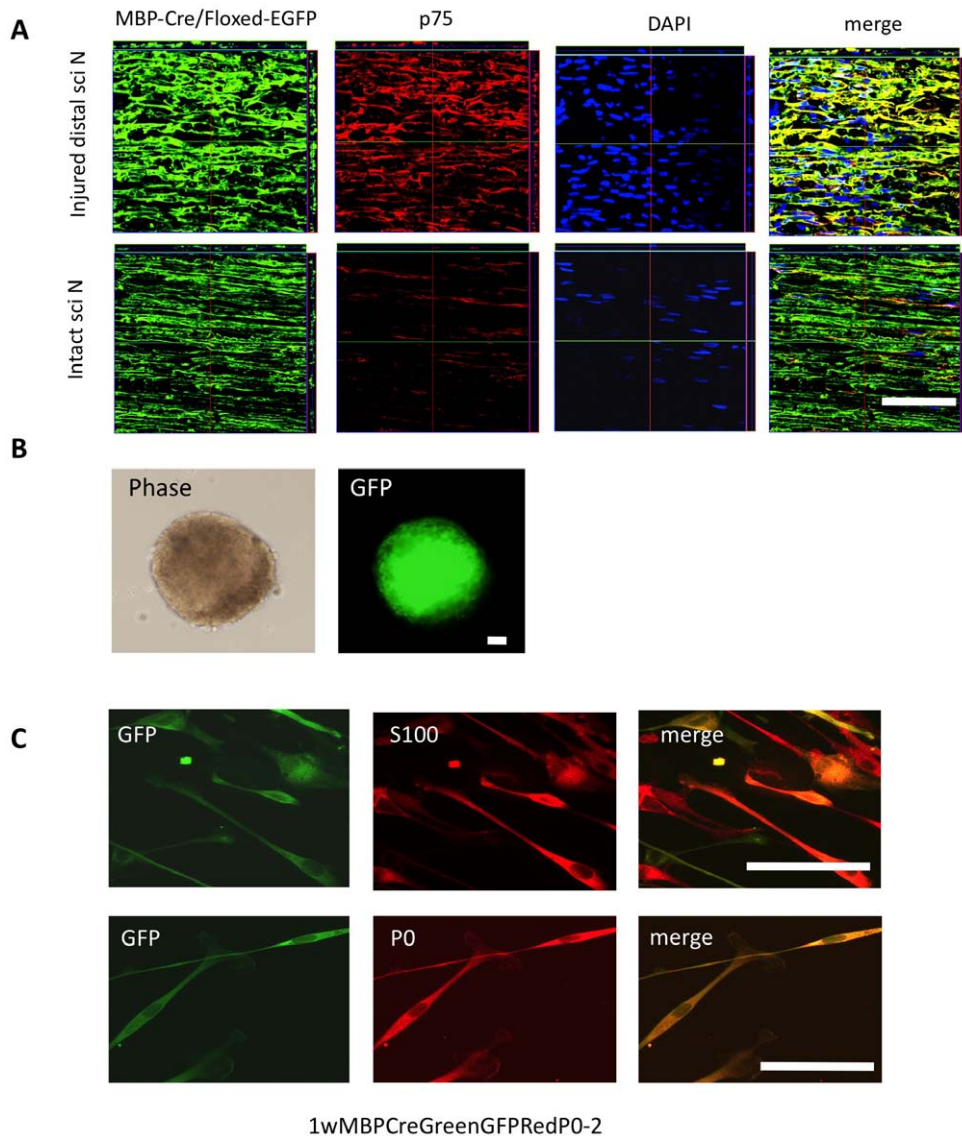 A
MBP-Cre/Floxed-EGFP p75 DAPI merge
Injured distal sci N
Intact sci N
B
Phase GFP
C
GFP S100 merge
GFP P0 merge
1wMBPCreGreenGFPRedP0-2